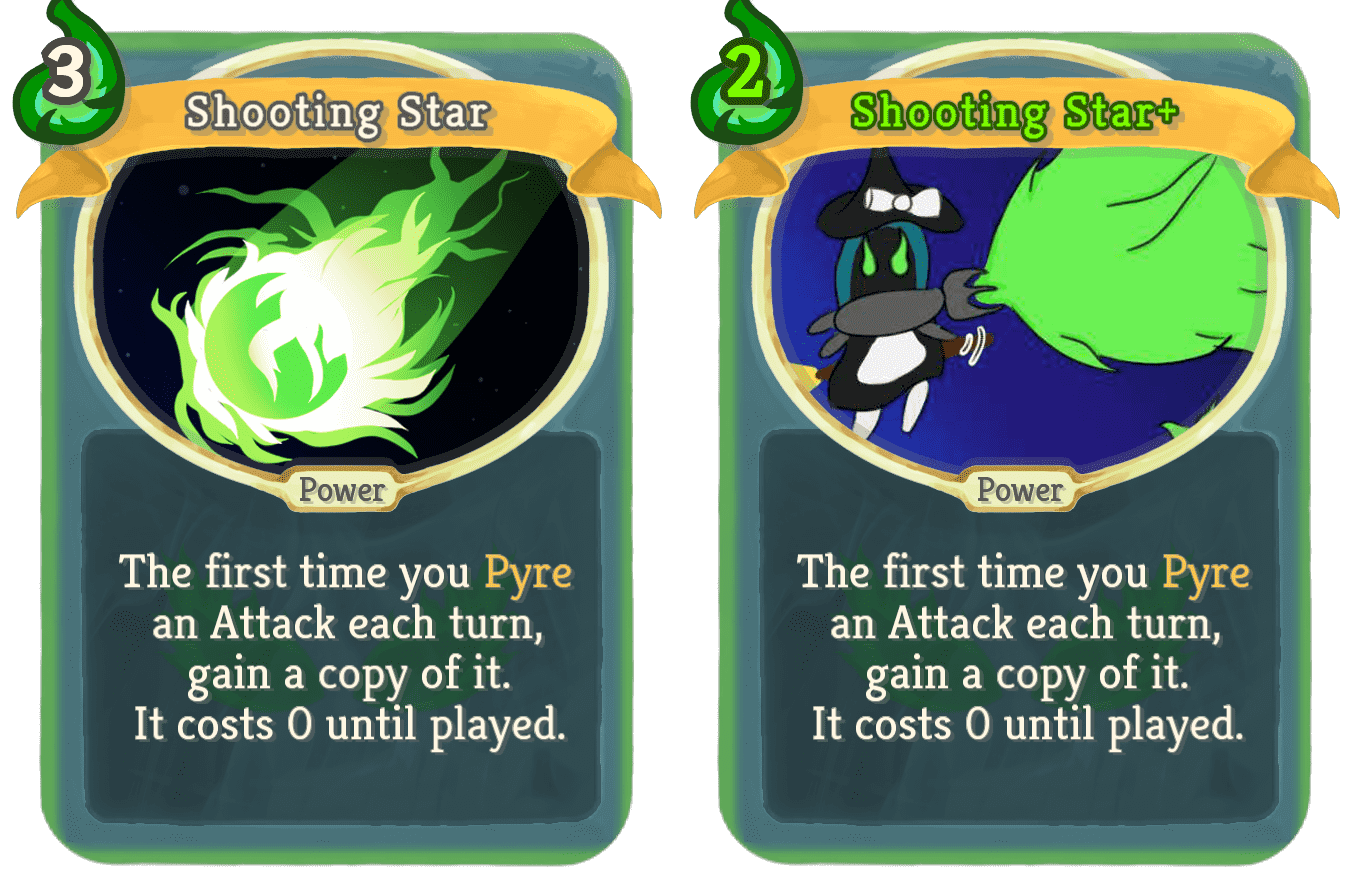 3
Shooting Star
Power
The first time you Pyre
an Attack each turn,
gain a copy of it.
It costs 0 until played.
2
Shooting Star+
Power
The first time you Pyre
an Attack each turn,
gain a copy of it.
It costs 0 until played.